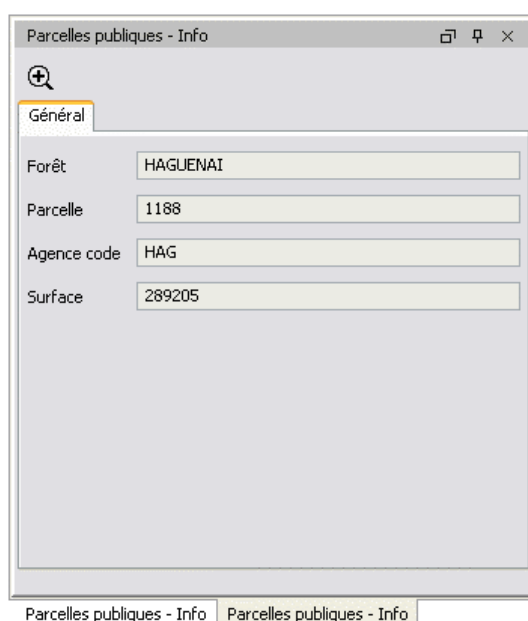 Parcelles publiques - Info
Général
Forêt HAGUENAI
Parcelle 1188
Agence code HAG
Surface 289205
Parcelles publiques - Info Parcelles publiques - Info